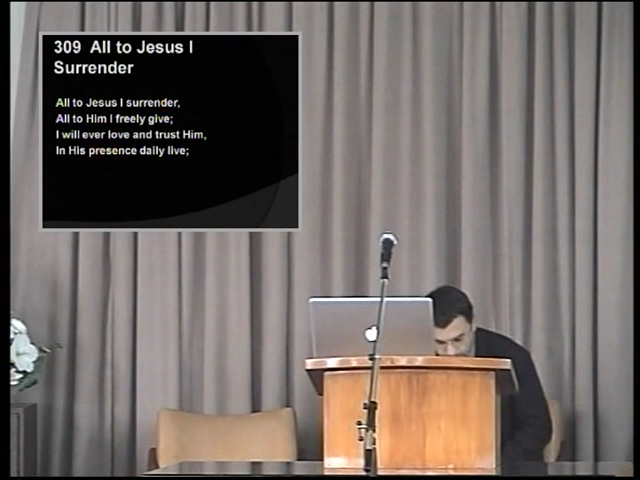 309 All to Jesus I
Surrender
All to Jesus I surrender,
All to Him I freely give;
I will ever love and trust Him,
In His presence daily live;